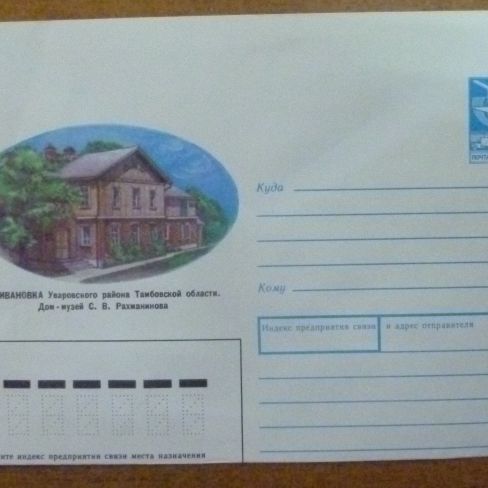 ПОЧТА
Куда
ИВАНОВКА Уваровского района Тамбовской области.
Дом-музей С. В. Рахманинова
Кому
Индекс предприятия связи и адрес отправителя
индекс предприятия связи места назначения